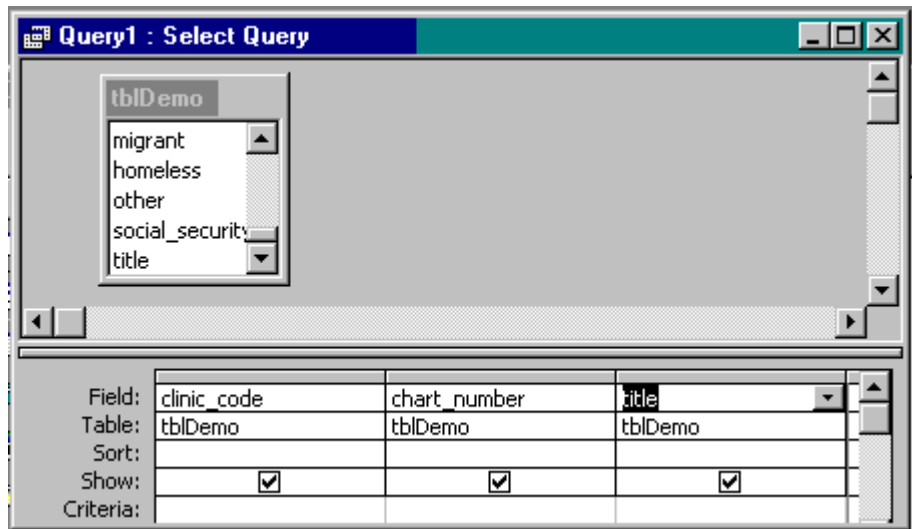 Query1 : Select Query
tblDemo
migrant
homeless
other
social_security
title
Field: clinic_code chart_number title
Table: tblDemo tblDemo tblDemo
Sort:
Show:
Criteria: